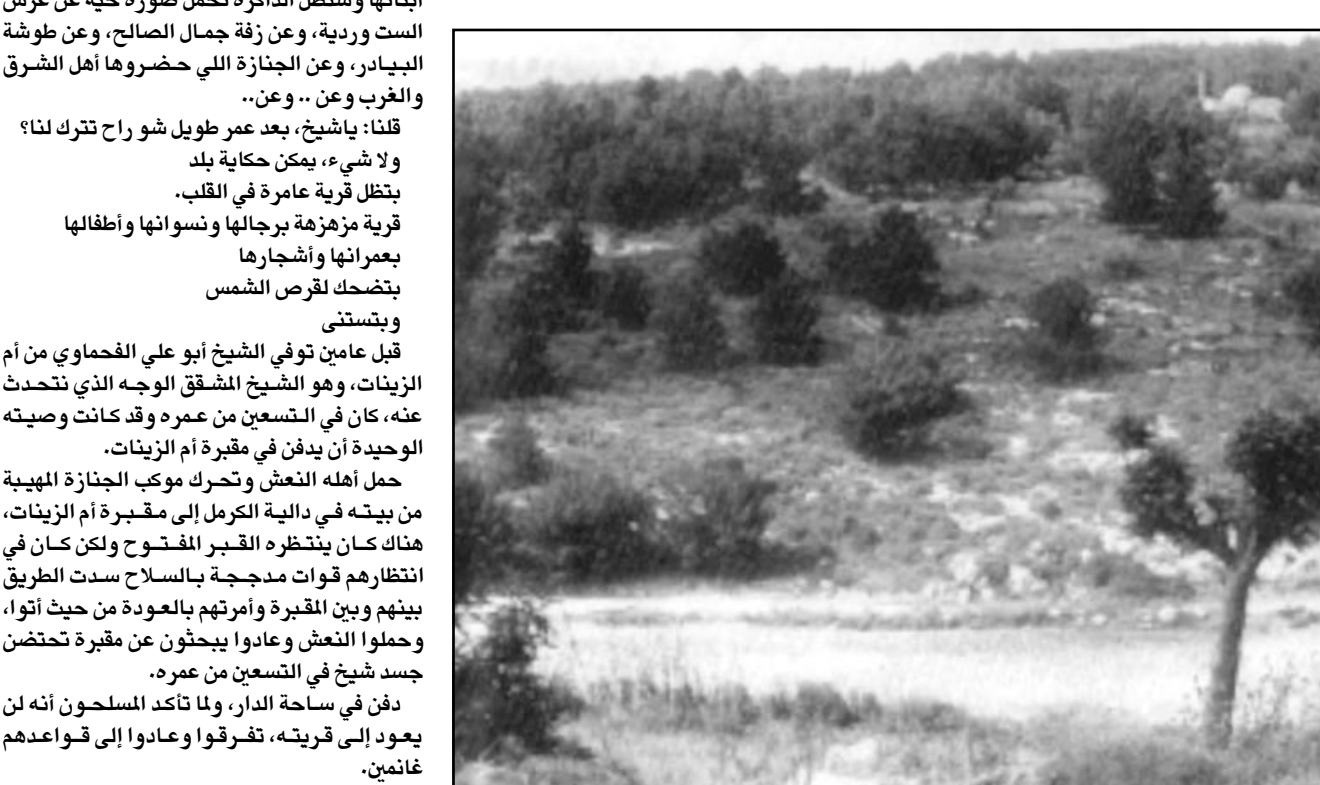 أبنائها وستظل الذاكرة تحمل صورة حية عن عرس
الست وردية، وعن زفة جمال الصالح، وعن طوشة
البيادر، وعن الجنازة اللي حضروها أهل الشرق
والغرب وعن .. وعن..
قلنا: ياشيخ، بعد عمر طويل شو راح تترك لنا؟
ولا شيء، يمكن حكاية بلد
بتظل قرية عامرة في القلب.
قرية مزهزهة برجالها ونسوانها وأطفالها
بعمرانها وأشجارها
بتضحك لقرص الشمس
وبتستنى
قبل عامين توفي الشيخ أبو علي الفحماوي من أم
الزينات، وهو الشيخ المشقق الوجه الذي نتحدث
عنه، كان في التسعين من عمره وقد كانت وصيته
الوحيدة أن يدفن في مقبرة أم الزينات.
حمل أهله النعش وتحرك موكب الجنازة المهيبة
من بيته في دالية الكرمل إلى مقبرة أم الزينات،
هناك كان ينتظره القبر المفتوح ولكن كان في
انتظارهم قوات مدججة بالسلاح سدت الطريق
بينهم وبين المقبرة وأمرتهم بالعودة من حيث أتوا،
وحملوا النعش وعادوا يبحثون عن مقبرة تحتضن
جسد شيخ في التسعين من عمره.
دفن في ساحة الدار، ولما تأكد المسلحون أنه لن
يعود إلى قريته، تفرقوا وعادوا إلى قواعدهم
غانمين.